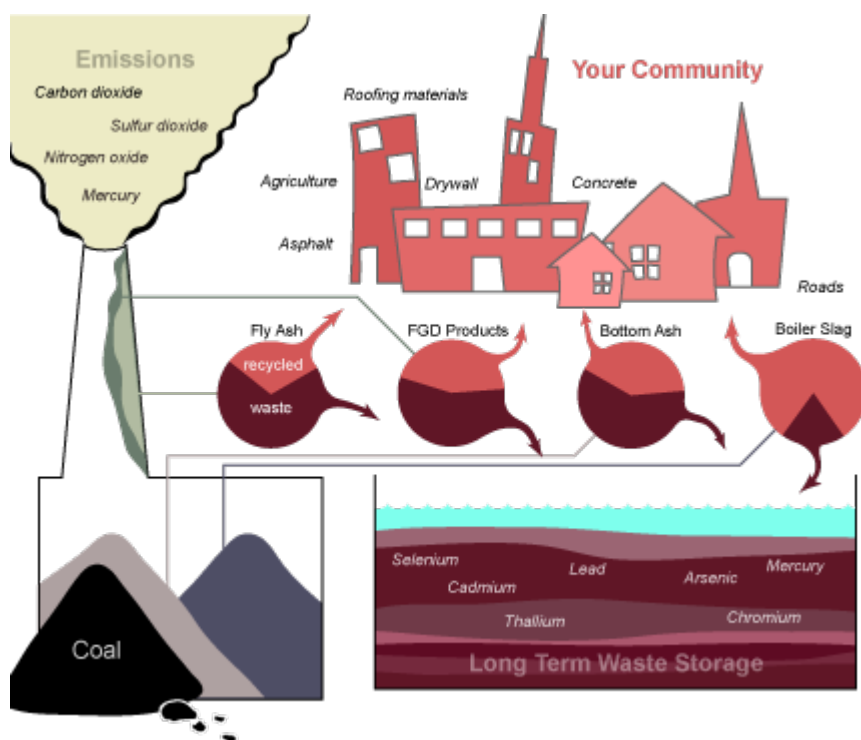 Emissions
Your Community
Carbon dioxide
Roofing materials
Sulfur dioxide
Nitrogen oxide
Mercury
Agriculture
Drywall
Concrete
Asphalt
Roads
Fly Ash
FGD Products
Bottom Ash
Boiler Slag
recycled
waste
Selenium
Lead
Mercury
Cadmium
Arsenic
Thallium
Chromium
Coal
Long Term Waste Storage